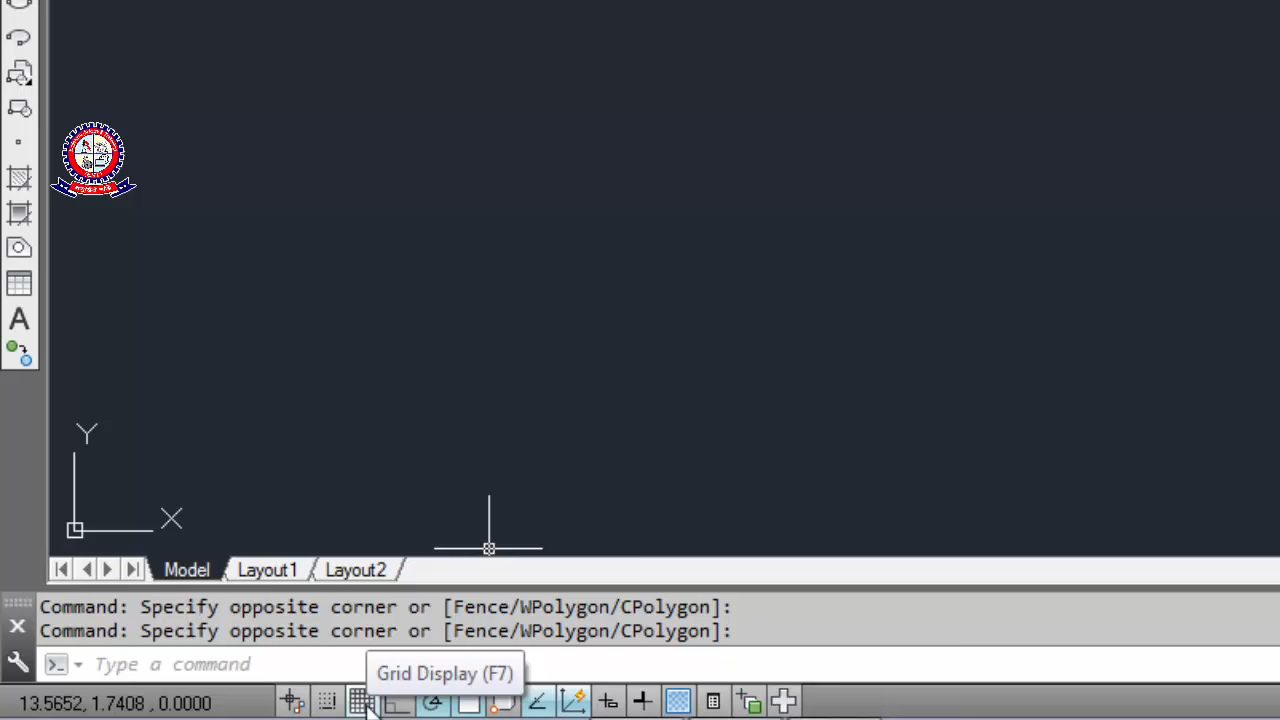 A
Y
X
Model
Layout1
Layout2
Command: Specify opposite corner or [Fence/WPolygon/CPolygon]:
Command: Specify opposite corner or [Fence/WPolygon/CPolygon]:
Type a command
Grid Display (F7)
13.5652, 1.7408 , 0.0000